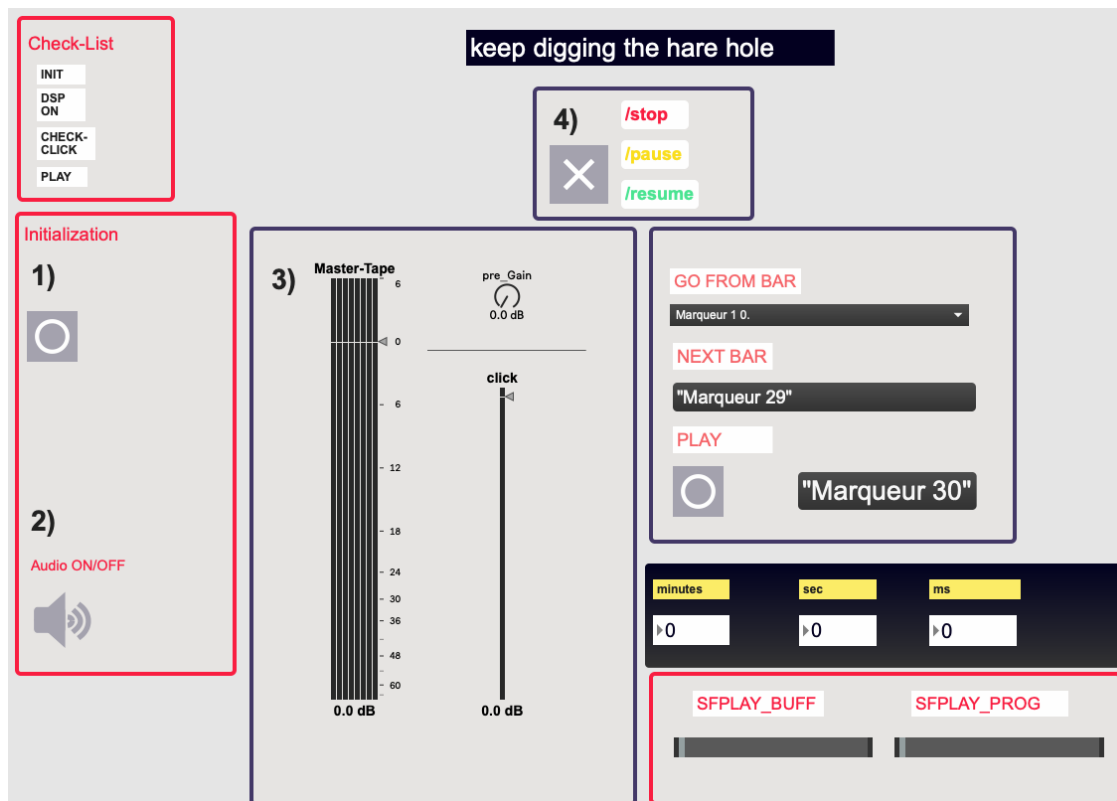 Check-List
INIT
DSP
ON
CHECK-
CLICK
PLAY
keep digging the hare hole
4)
/stop
/pause
/resume
Initialization
1)
2)
Audio ON/OFF
3)
Master-Tape
6
0
6
12
18
24
30
36
48
60
0.0 dB
pre_Gain
0.0 dB
click
0.0 dB
GO FROM BAR
Marqueur 1 0.
NEXT BAR
"Marqueur 29"
PLAY
"Marqueur 30"
minutes sec ms
0 0 0
SFPLAY_BUFF SFPLAY_PROG